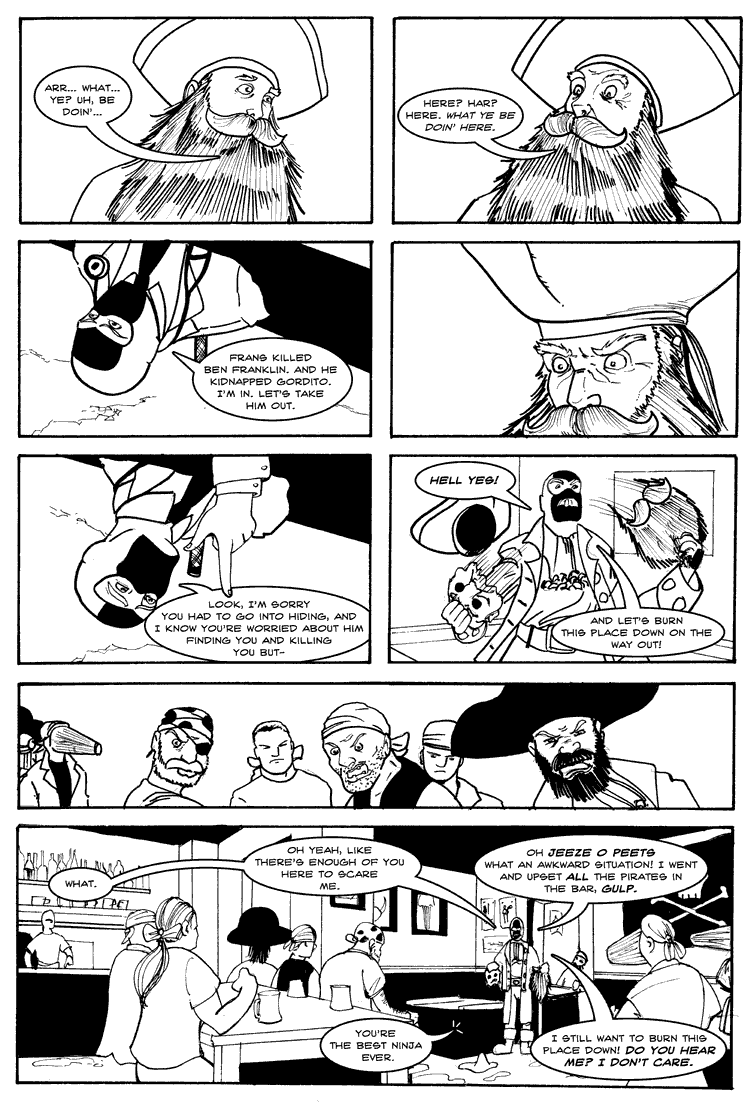 ARR... WHAT...
YE? UH, BE
DOIN'...
HERE? HAR?
HERE. WHAT YE BE
DOIN' HERE.
FRANS KILLED
BEN FRANKLIN. AND HE
KIDNAPPED GORDITO.
I'M IN. LET'S TAKE
HIM OUT.
LOOK, I'M SORRY
YOU HAD TO GO INTO HIDING, AND
I KNOW YOU'RE WORRIED ABOUT HIM
FINDING YOU AND KILLING
YOU BUT-
HELL YES!
AND LET'S BURN
THIS PLACE DOWN ON THE
WAY OUT!
WHAT.
OH YEAH, LIKE
THERE'S ENOUGH OF YOU
HERE TO SCARE
ME.
OH JEEZE O PEETS
WHAT AN AWKWARD SITUATION! I WENT
AND UPSET ALL THE PIRATES IN
THE BAR, GULP.
YOU'RE
THE BEST NINJA
EVER.
I STILL WANT TO BURN THIS
PLACE DOWN! DO YOU HEAR
ME? I DON'T CARE.